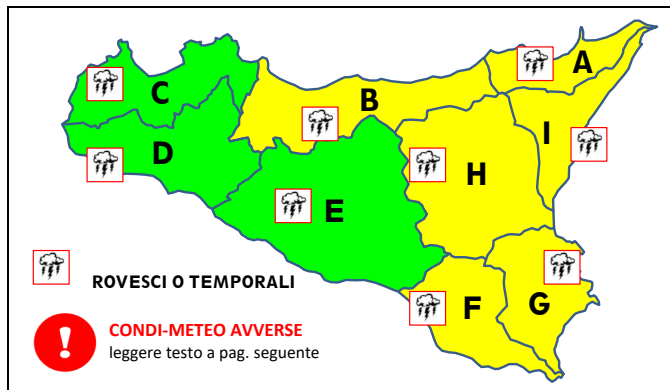 A
C
B
I
D
H
E
ROVESCI O TEMPORALI
F
G
CONDI-METEO AVVERSE
leggere testo a pag. seguente